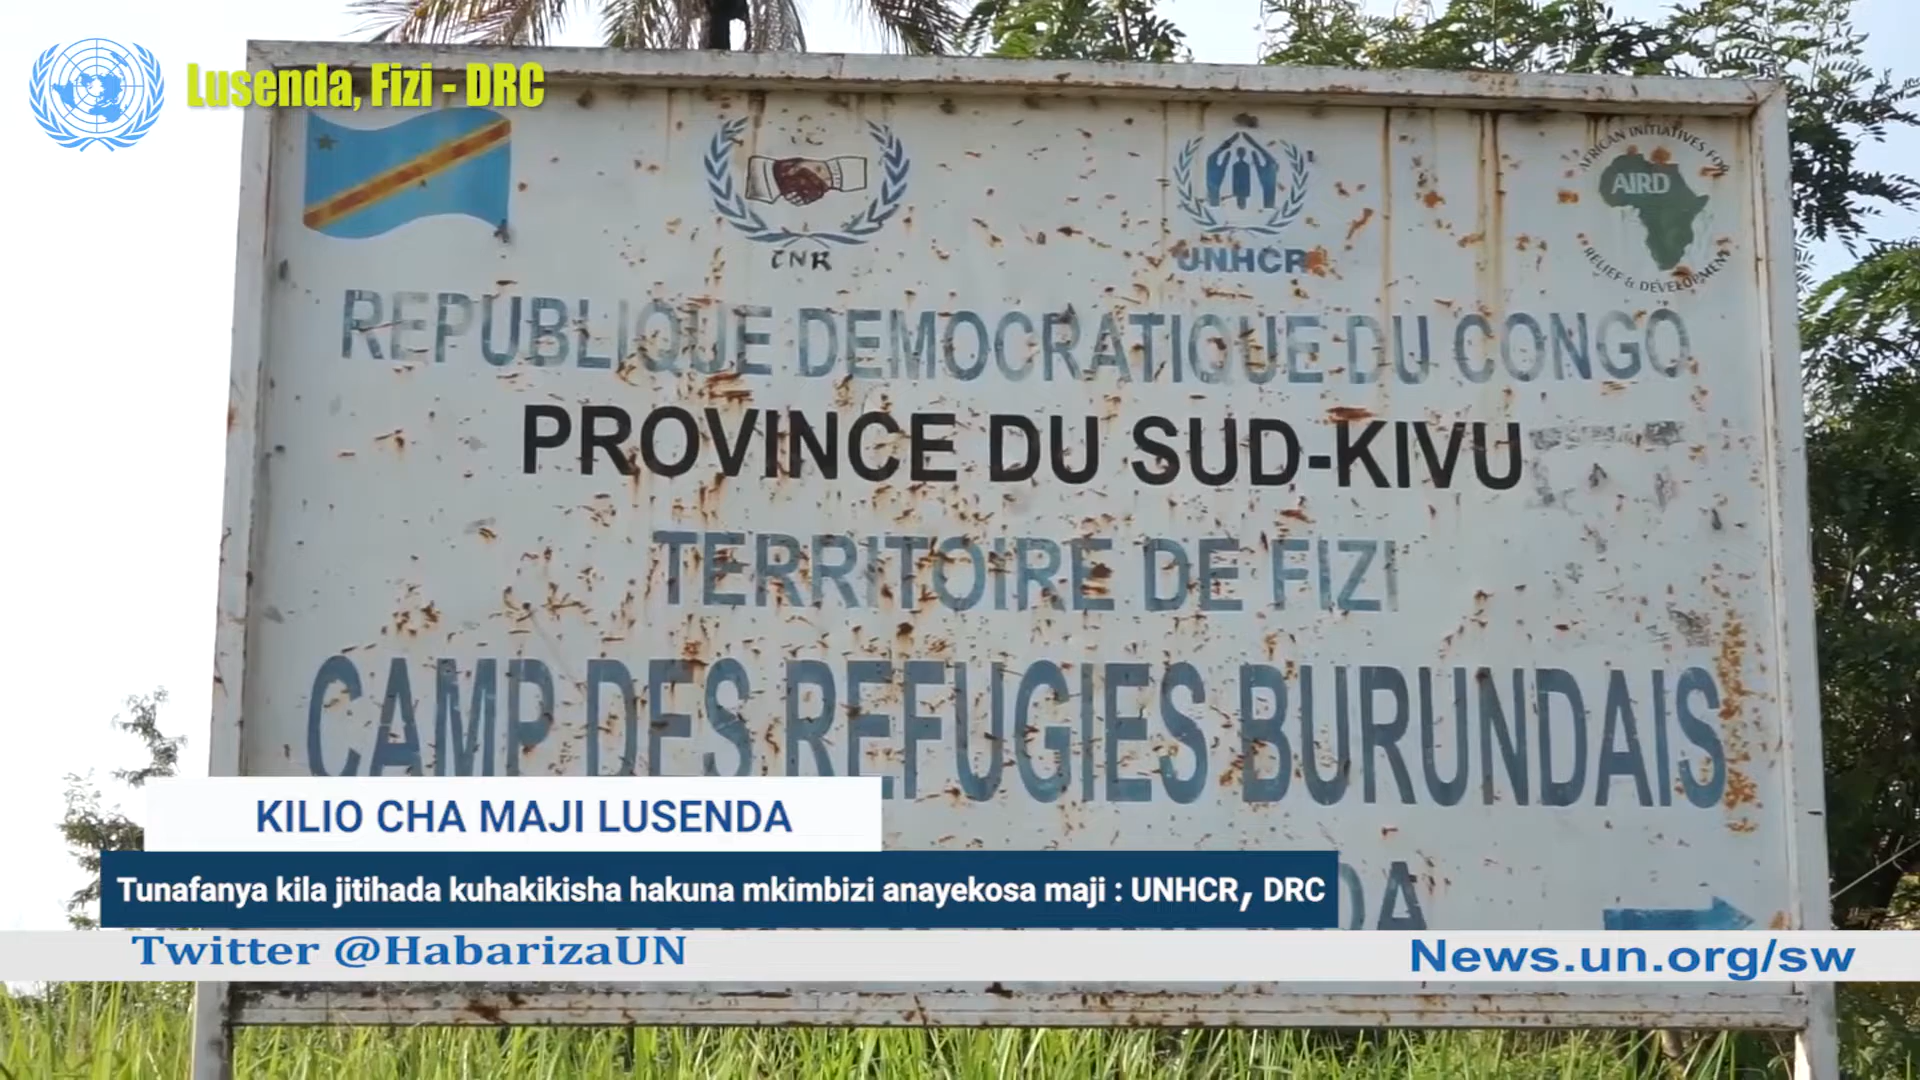 Lusenda, Fizi - DRC
CNR
UNHCR
AFRICAN INITIATIVES FOR
AIRD
RELIEF & DEVELOPMENT
REPUBLIQUE DEMOCRATIQUE DU CONGO
PROVINCE DU SUD-KIVU
TERRITOIRE DE FIZI
CAMP DES REFUGIES BURUNDAIS
KILIO CHA MAJI LUSENDA
Tunafanya kila jitihada kuhakikisha hakuna mkimbizi anayekosa maji : UNHCR, DRC
Twitter @HabarizaUN
News.un.org/sw